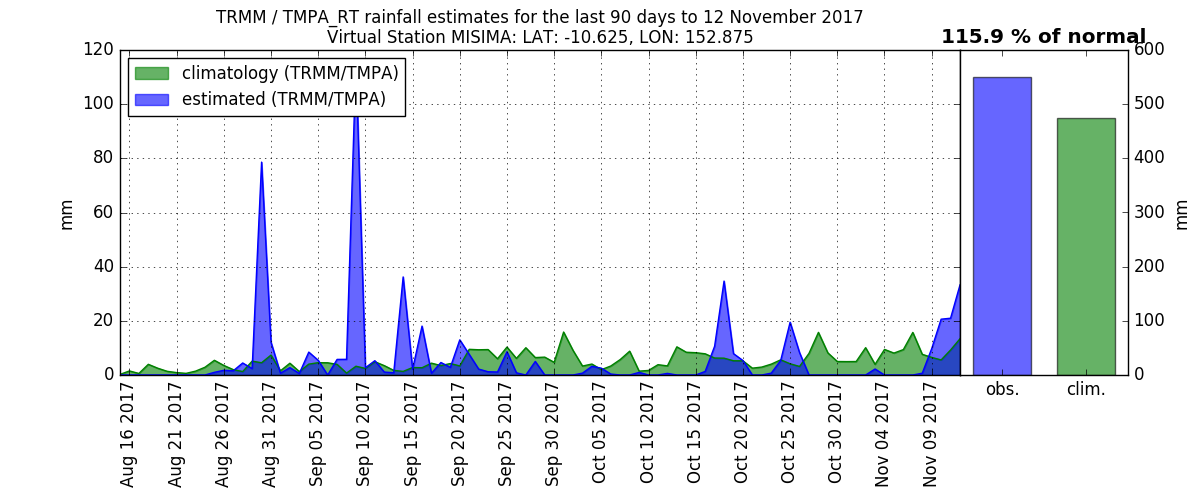 TRMM / TMPA_RT rainfall estimates for the last 90 days to 12 November 2017
Virtual Station MISIMA: LAT: -10.625, LON: 152.875
115.9 % of normal
climatology (TRMM/TMPA)
estimated (TRMM/TMPA)
120
100
80
60
40
20
0
mm
Aug 16 2017
Aug 21 2017
Aug 26 2017
Aug 31 2017
Sep 05 2017
Sep 10 2017
Sep 15 2017
Sep 20 2017
Sep 25 2017
Sep 30 2017
Oct 05 2017
Oct 10 2017
Oct 15 2017
Oct 20 2017
Oct 25 2017
Oct 30 2017
Nov 04 2017
Nov 09 2017
obs.
clim.
600
500
400
300
200
100
0
mm